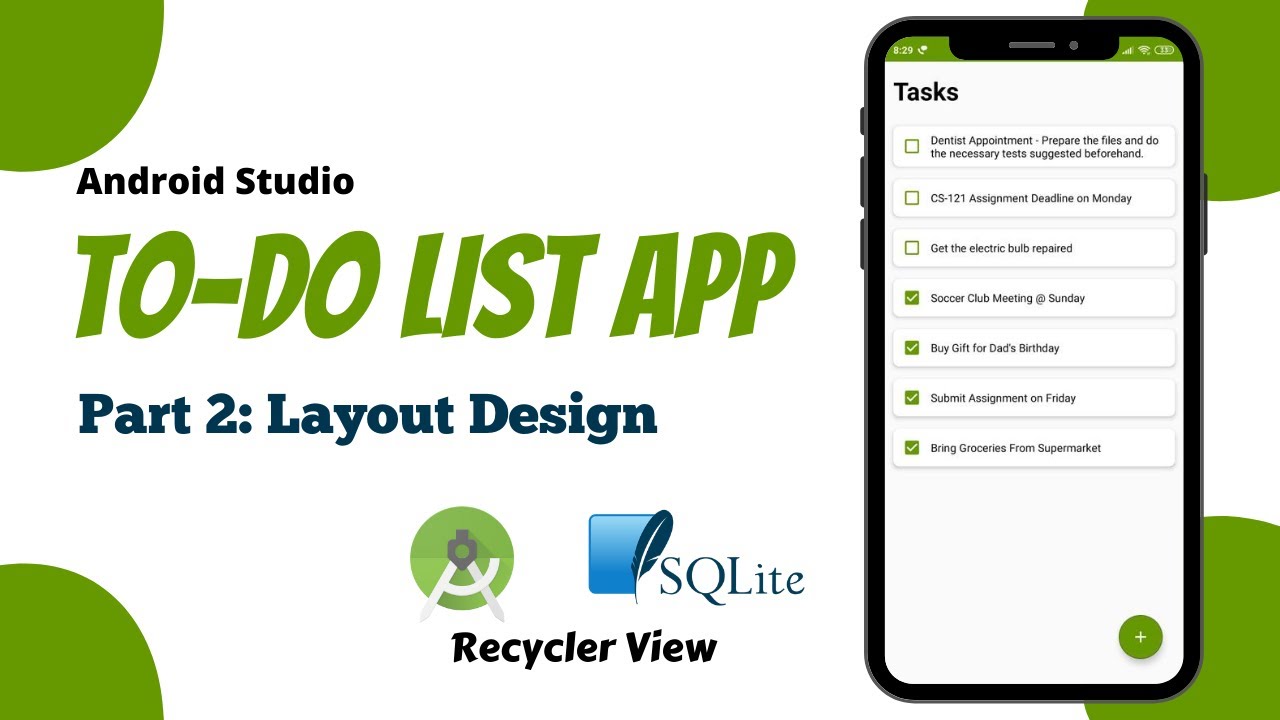 Android Studio
TO-DO LIST APP
Part 2: Layout Design
SQLite
Recycler View
8:29
33
Tasks
Dentist Appointment - Prepare the files and do
the necessary tests suggested beforehand.
CS-121 Assignment Deadline on Monday
Get the electric bulb repaired
Soccer Club Meeting @ Sunday
Buy Gift for Dad's Birthday
Submit Assignment on Friday
Bring Groceries From Supermarket
+